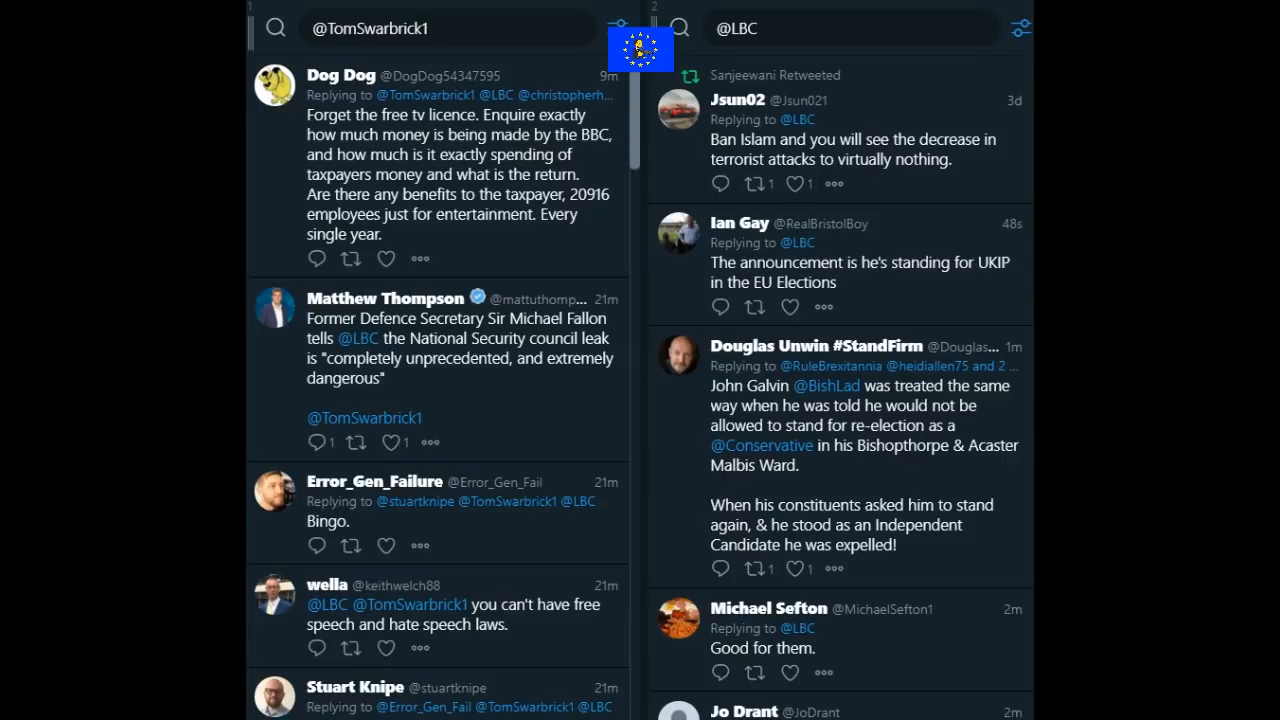 1
@TomSwarbrick1
Dog Dog @DogDog54347595 9m
Replying to @TomSwarbrick1 @LBC @christopherh...
Forget the free tv licence. Enquire exactly
how much money is being made by the BBC,
and how much is it exactly spending of
taxpayers money and what is the return.
Are there any benefits to the taxpayer, 20916
employees just for entertainment. Every
single year.
Matthew Thompson @mattuthomp... 21m
Former Defence Secretary Sir Michael Fallon
tells @LBC the National Security council leak
is "completely unprecedented, and extremely
dangerous"
@TomSwarbrick1
1 1
Error_Gen_Failure @Error_Gen_Fail 21m
Replying to @stuartknipe @TomSwarbrick1 @LBC
Bingo.
wella @keithwelch88 21m
@LBC @TomSwarbrick1 you can't have free
speech and hate speech laws.
Stuart Knipe @stuartknipe 21m
Replying to @Error_Gen_Fail @TomSwarbrick1 @LBC
2
@LBC
Sanjeewani Retweeted
Jsun02 @Jsun021 3d
Replying to @LBC
Ban Islam and you will see the decrease in
terrorist attacks to virtually nothing.
1 1
Ian Gay @RealBristolBoy 48s
Replying to @LBC
The announcement is he's standing for UKIP
in the EU Elections
Douglas Unwin #StandFirm @Douglas... 1m
Replying to @RuleBrexitannia @heidiallen75 and 2 ...
John Galvin @BishLad was treated the same
way when he was told he would not be
allowed to stand for re-election as a
@Conservative in his Bishopthorpe & Acaster
Malbis Ward.
When his constituents asked him to stand
again, & he stood as an Independent
Candidate he was expelled!
1 1
Michael Sefton @MichaelSefton1 2m
Replying to @LBC
Good for them.
Jo Drant @JoDrant 2m